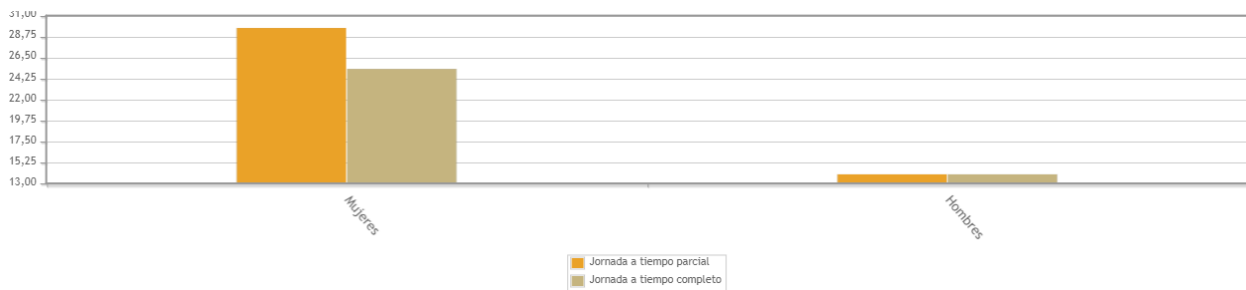 31,00
28,75
26,50
24,25
22,00
19,75
17,50
15,25
13,00
Mujeres
Hombres
Jornada a tiempo parcial
Jornada a tiempo completo